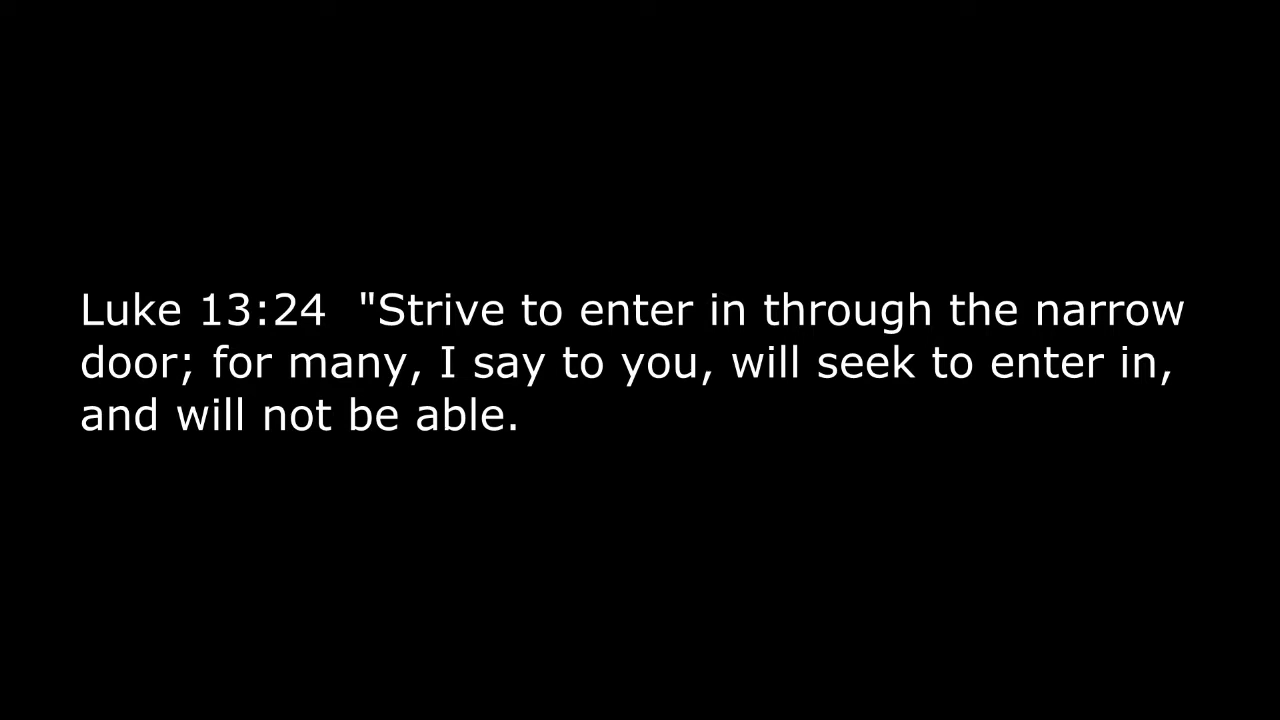 Luke 13:24  "Strive to enter in through the narrow
door; for many, I say to you, will seek to enter in,
and will not be able.